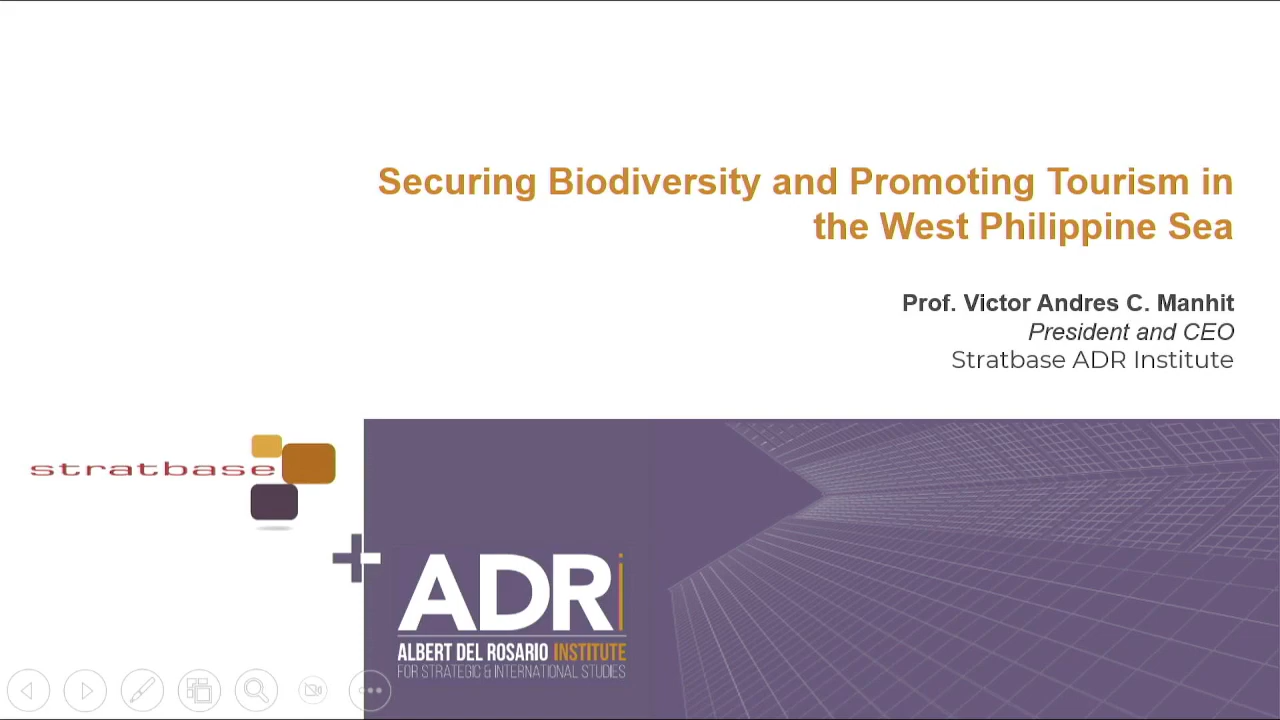 Securing Biodiversity and Promoting Tourism in
the West Philippine Sea
Prof. Victor Andres C. Manhit
President and CEO
Stratbase ADR Institute
stratbase
ADRi
ALBERT DEL ROSARIO INSTITUTE
FOR STRATEGIC & INTERNATIONAL STUDIES